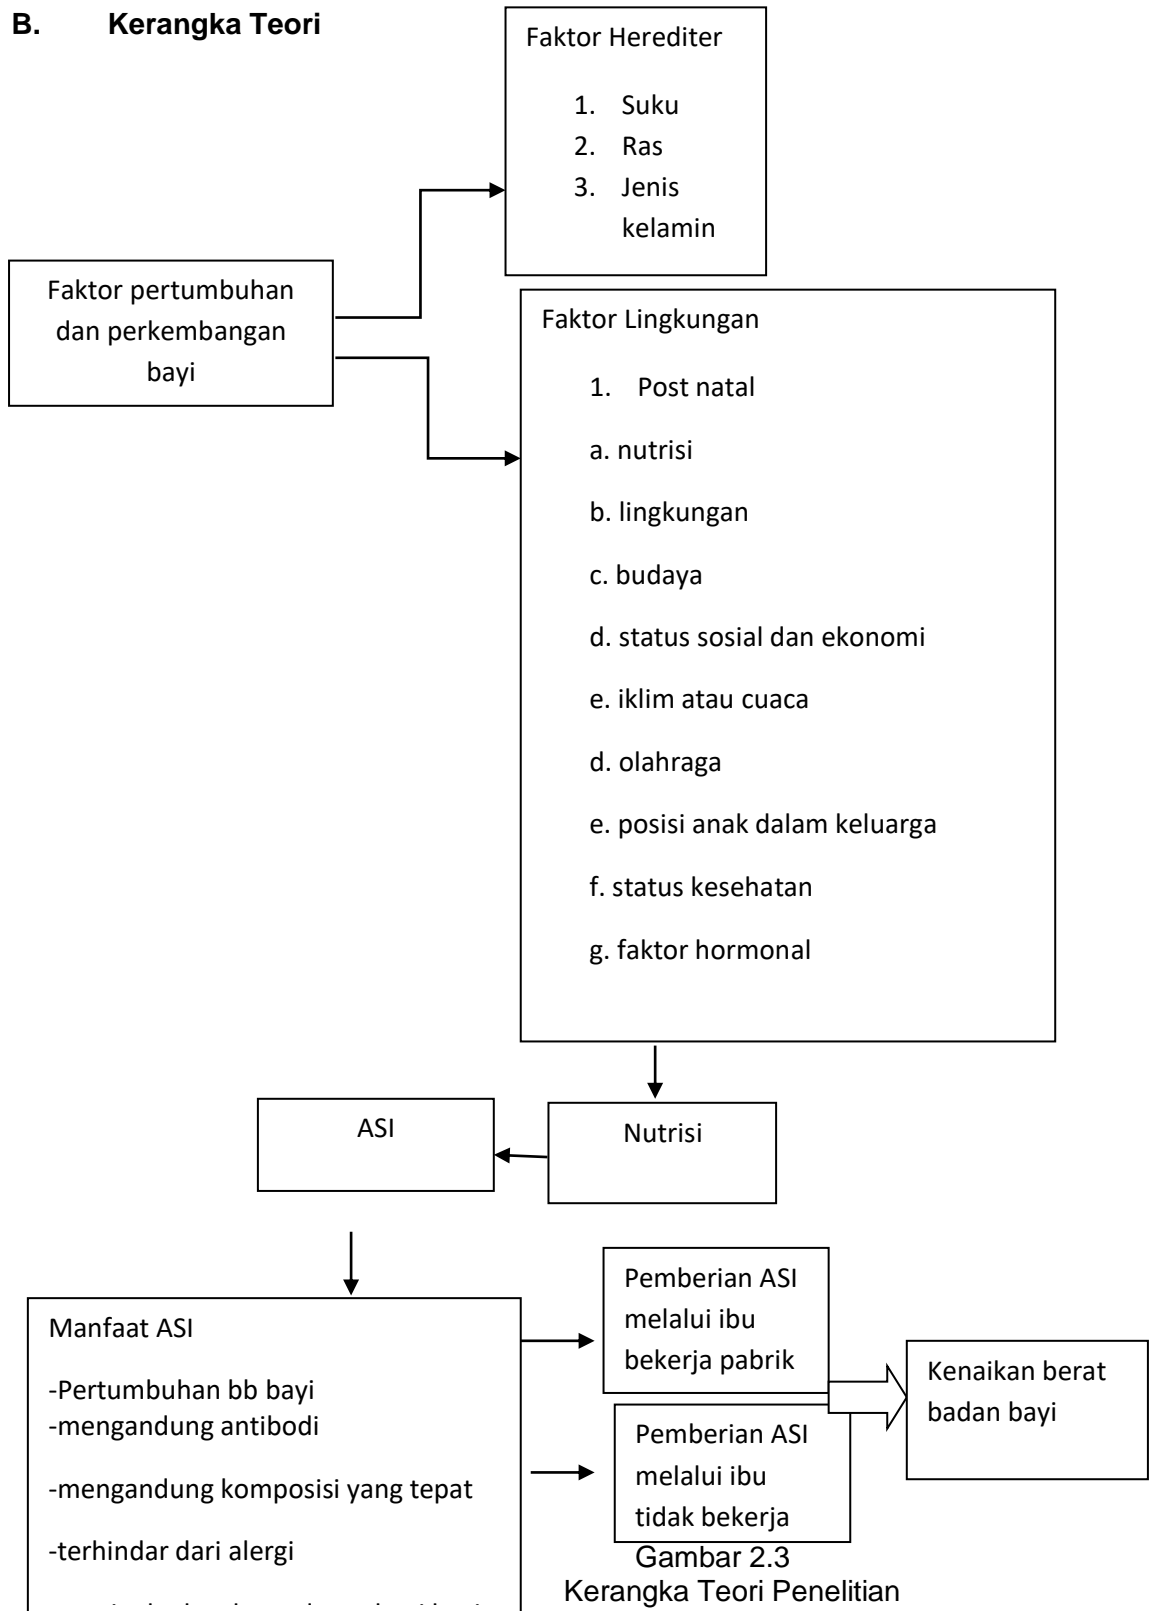 B. Kerangka Teori
Faktor Herediter
1. Suku
2. Ras
3. Jenis
kelamin
Faktor pertumbuhan
dan perkembangan
bayi
Faktor Lingkungan
1. Post natal
a. nutrisi
b. lingkungan
c. budaya
d. status sosial dan ekonomi
e. iklim atau cuaca
d. olahraga
e. posisi anak dalam keluarga
f. status kesehatan
g. faktor hormonal
ASI
Nutrisi
Manfaat ASI
-Pertumbuhan bb bayi
-mengandung antibodi
-mengandung komposisi yang tepat
-terhindar dari alergi
Pemberian ASI
melalui ibu
bekerja pabrik
Pemberian ASI
melalui ibu
tidak bekerja
Kenaikan berat
badan bayi
Gambar 2.3
Kerangka Teori Penelitian